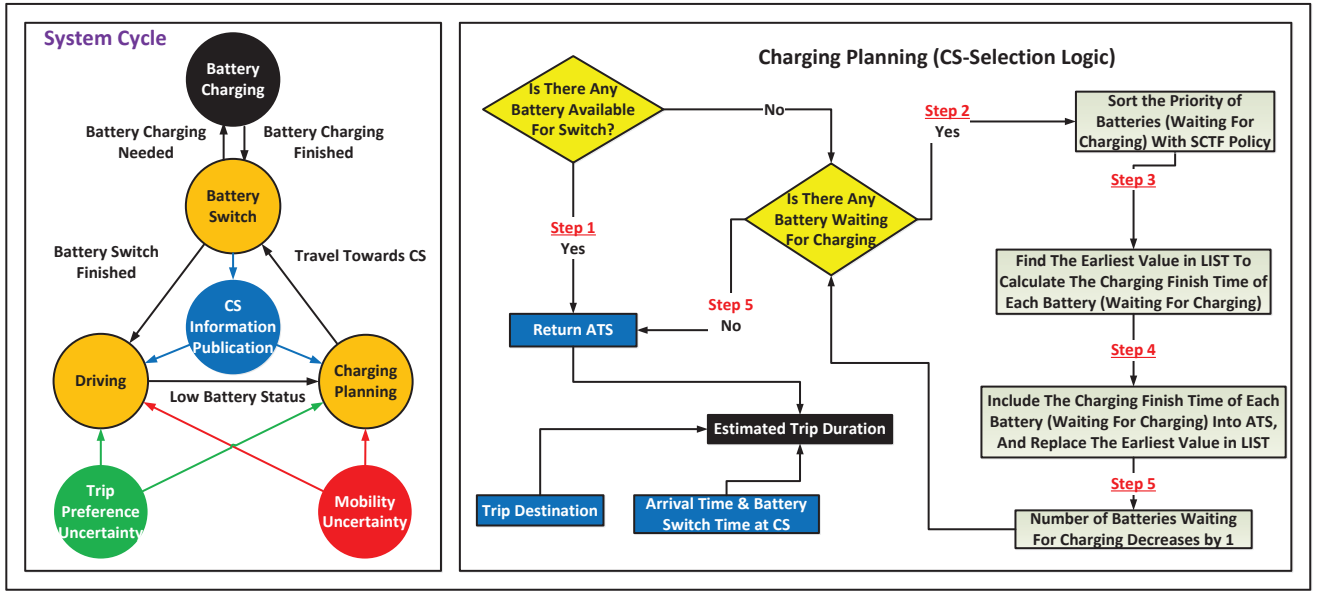 System Cycle
Battery
Charging
Battery Charging
Needed
Battery Charging
Finished
Battery
Switch
Battery Switch
Finished
Travel Towards CS
CS
Information
Publication
Driving
Low Battery Status
Charging
Planning
Trip
Preference
Uncertainty
Mobility
Uncertainty
Charging Planning (CS-Selection Logic)
Is There Any
Battery Available
For Switch?
No
Step 1
Yes
Is There Any
Battery Waiting
For Charging
Step 2
Yes
Sort the Priority of
Batteries (Waiting For
Charging) With SCTF Policy
Step 3
Find The Earliest Value in LIST To
Calculate The Charging Finish Time of
Each Battery (Waiting For Charging)
Step 4
Include The Charging Finish Time of Each
Battery (Waiting For Charging) Into ATS,
And Replace The Earliest Value in LIST
Step 5
Number of Batteries Waiting
For Charging Decreases by 1
Step 5
No
Return ATS
Estimated Trip Duration
Trip Destination
Arrival Time & Battery
Switch Time at CS